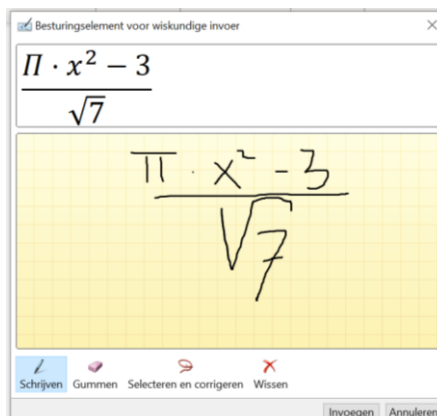 Besturingselement voor wiskundige invoer
Π · x² − 3
√7
π · x² - 3
√7
Schrijven Gummen Selecteren en corrigeren Wissen
Invoegen Annuleren